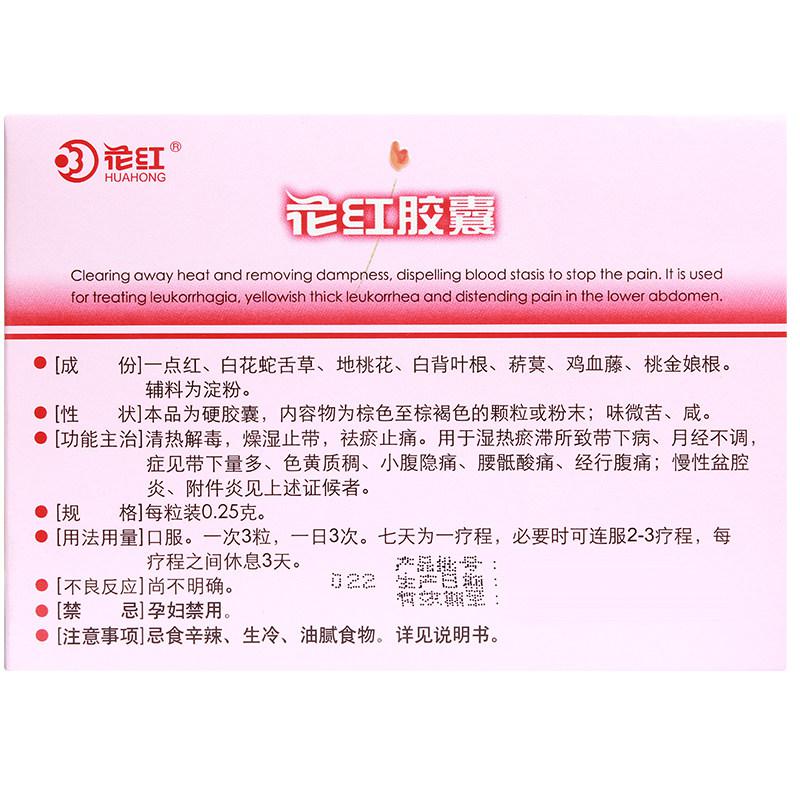 花红®
HUAHONG
花红胶囊
Clearing away heat and removing dampness, dispelling blood stasis to stop the pain. It is used
for treating leukorrhagia, yellowish thick leukorrhea and distending pain in the lower abdomen.
[成 份]一点红、白花蛇舌草、地桃花、白背叶根、菥蓂、鸡血藤、桃金娘根。
辅料为淀粉。
[性 状]本品为硬胶囊，内容物为棕色至棕褐色的颗粒或粉末；味微苦、咸。
[功能主治]清热解毒，燥湿止带，祛瘀止痛。用于湿热瘀滞所致带下病、月经不调，
症见带下量多、色黄质稠、小腹隐痛、腰骶酸痛、经行腹痛；慢性盆腔
炎、附件炎见上述证候者。
[规 格]每粒装0.25克。
[用法用量]口服。一次3粒，一日3次。七天为一疗程，必要时可连服2-3疗程，每
疗程之间休息3天。
产品批号：
022 生产日期：
有效期至：
[不良反应]尚不明确。
[禁 忌]孕妇禁用。
[注意事项]忌食辛辣、生冷、油腻食物。详见说明书。